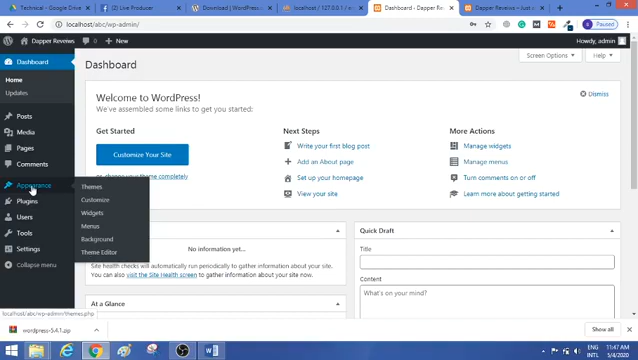 Technical - Google Drive
Live Producer
Download | WordPress.
localhost / 127.0.0.1 /
Dashboard ‹ Dapper Reve
Dapper Reveiws – Just
localhost/abc/wp-admin/
Paused
Dapper Reveiws
0
+ New
Howdy, admin
Dashboard
Home
Updates
Posts
Media
Pages
Comments
Appearance
Plugins
Users
Tools
Settings
Collapse menu
Themes
Customize
Widgets
Menus
Background
Theme Editor
Dashboard
Screen Options
Help
Welcome to WordPress!
We've assembled some links to get you started:
Dismiss
Get Started
Customize Your Site
or, change your theme completely
Next Steps
Write your first blog post
Add an About page
Set up your homepage
View your site
More Actions
Manage widgets
Manage menus
Turn comments on or off
Learn more about getting started
No information yet...
Site health checks will automatically run periodically to gather information about your site.
You can also visit the Site Health screen to gather information about your site now.
At a Glance
Quick Draft
Title
Content
What's on your mind?
localhost/abc/wp-admin/themes.php
wordpress-5.4.1.zip
Show all
ENG
INTL
11:47 AM
5/4/2020